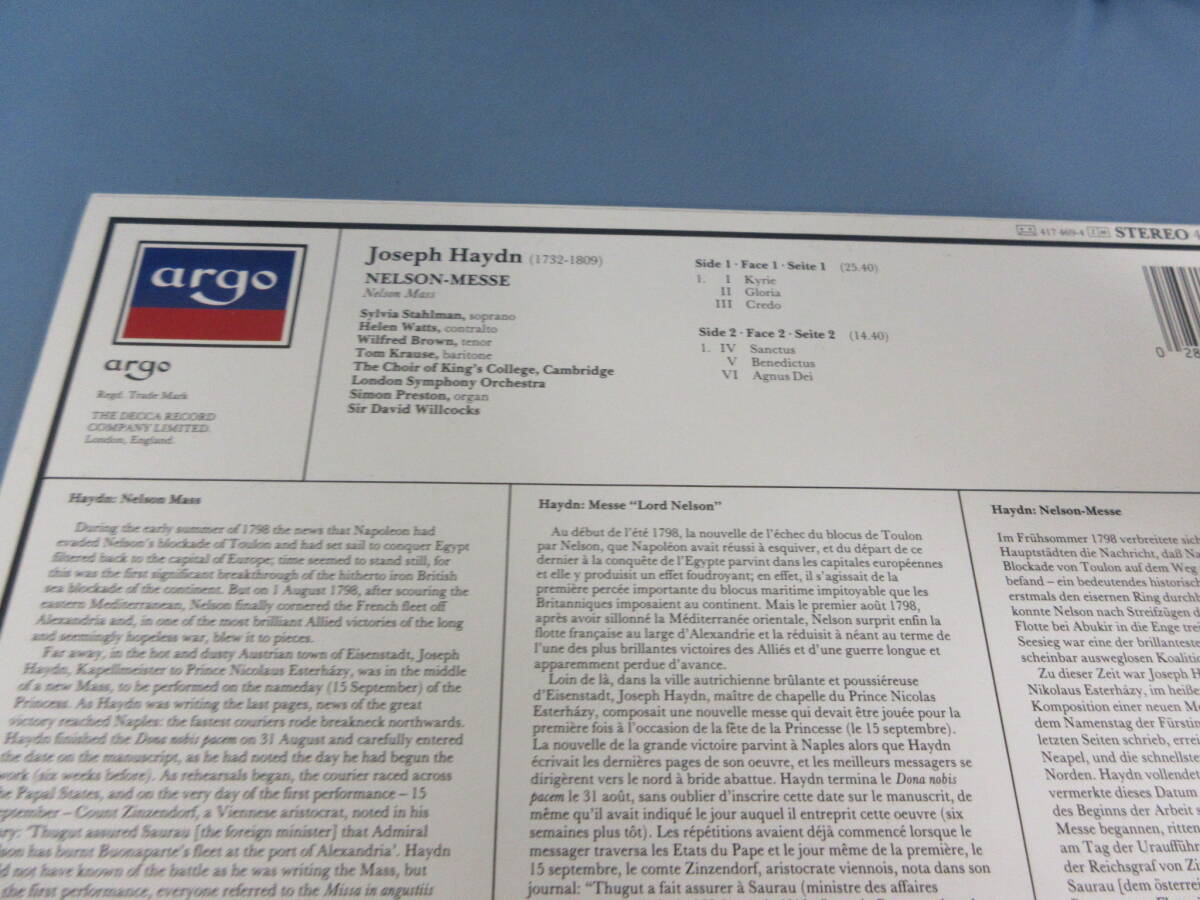 argo
argo
Regd. Trade Mark
THE DECCA RECORD
COMPANY LIMITED.
London, England.
Joseph Haydn (1732-1809)
NELSON-MESSE
Nelson Mass
Sylvia Stahlman, soprano
Helen Watts, contralto
Wilfred Brown, tenor
Tom Krause, baritone
The Choir of King's College, Cambridge
London Symphony Orchestra
Simon Preston, organ
Sir David Willcocks
Side 1 · Face 1 · Seite 1 (25.40)
1. I Kyrie
II Gloria
III Credo
Side 2 · Face 2 · Seite 2 (14.40)
1. IV Sanctus
V Benedictus
VI Agnus Dei
417 469-4 STEREO 4
0 28
Haydn: Nelson Mass
During the early summer of 1798 the news that Napoleon had
evaded Nelson's blockade of Toulon and had set sail to conquer Egypt
filtered back to the capital of Europe; time seemed to stand still, for
this was the first significant breakthrough of the hitherto iron British
sea blockade of the continent. But on 1 August 1798, after scouring the
eastern Mediterranean, Nelson finally cornered the French fleet off
Alexandria and, in one of the most brilliant Allied victories of the long
and seemingly hopeless war, blew it to pieces.
Far away, in the hot and dusty Austrian town of Eisenstadt, Joseph
Haydn, Kapellmeister to Prince Nicolaus Esterházy, was in the middle
of a new Mass, to be performed on the nameday (15 September) of the
Princess. As Haydn was writing the last pages, news of the great
victory reached Naples: the fastest couriers rode breakneck northwards.
Haydn finished the Dona nobis pacem on 31 August and carefully entered
the date on the manuscript, as he had noted the day he had begun the
work (six weeks before). As rehearsals began, the courier raced across
he Papal States, and on the very day of the first performance – 15
eptember – Count Zinzendorf, a Viennese aristocrat, noted in his
ary: 'Thugut assured Saurau [the foreign minister] that Admiral
lson has burnt Buonaparte's fleet at the port of Alexandria'. Haydn
ld not have known of the battle as he was writing the Mass, but
the first performance, everyone referred to the Missa in angustiis
Haydn: Messe "Lord Nelson"
Au début de l'été 1798, la nouvelle de l'échec du blocus de Toulon
par Nelson, que Napoléon avait réussi à esquiver, et du départ de ce
dernier à la conquête de l'Egypte parvint dans les capitales européennes
et elle y produisit un effet foudroyant; en effet, il s'agissait de la
première percée importante du blocus maritime impitoyable que les
Britanniques imposaient au continent. Mais le premier août 1798,
après avoir sillonné la Méditerranée orientale, Nelson surprit enfin la
flotte française au large d'Alexandrie et la réduisit à néant au terme de
l'une des plus brillantes victoires des Alliés et d'une guerre longue et
apparemment perdue d'avance.
Loin de là, dans la ville autrichienne brûlante et poussiéreuse
d'Eisenstadt, Joseph Haydn, maître de chapelle du Prince Nicolas
Esterházy, composait une nouvelle messe qui devait être jouée pour la
première fois à l'occasion de la fête de la Princesse (le 15 septembre).
La nouvelle de la grande victoire parvint à Naples alors que Haydn
écrivait les dernières pages de son oeuvre, et les meilleurs messagers se
dirigèrent vers le nord à bride abattue. Haydn termina le Dona nobis
pacem le 31 août, sans oublier d'inscrire cette date sur le manuscrit, de
même qu'il avait indiqué le jour auquel il entreprit cette oeuvre (six
semaines plus tôt). Les répétitions avaient déjà commencé lorsque le
messager traversa les Etats du Pape et le jour même de la première, le
15 septembre, le comte Zinzendorf, aristocrate viennois, nota dans son
journal: "Thugut a fait assurer à Saurau (ministre des affaires
Haydn: Nelson-Messe
Im Frühsommer 1798 verbreitete sich
Hauptstädten die Nachricht, daß Na
Blockade von Toulon auf dem Weg
befand – ein bedeutendes historisch
erstmals den eisernen Ring durchb
konnte Nelson nach Streifzügen d
Flotte bei Abukir in die Enge trei
Seesieg war eine der brillanteste
scheinbar ausweglosen Koalitio
Zu dieser Zeit war Joseph H
Nikolaus Esterházy, im heiße
Komposition einer neuen Me
dem Namenstag der Fürstin
letzten Seiten schrieb, errei
Neapel, und die schnellste
Norden. Haydn vollendet
vermerkte dieses Datum
des Beginns der Arbeit s
Messe begannen, ritten
am Tag der Uraufführ
der Reichsgraf von Zi
Saurau [dem österrei